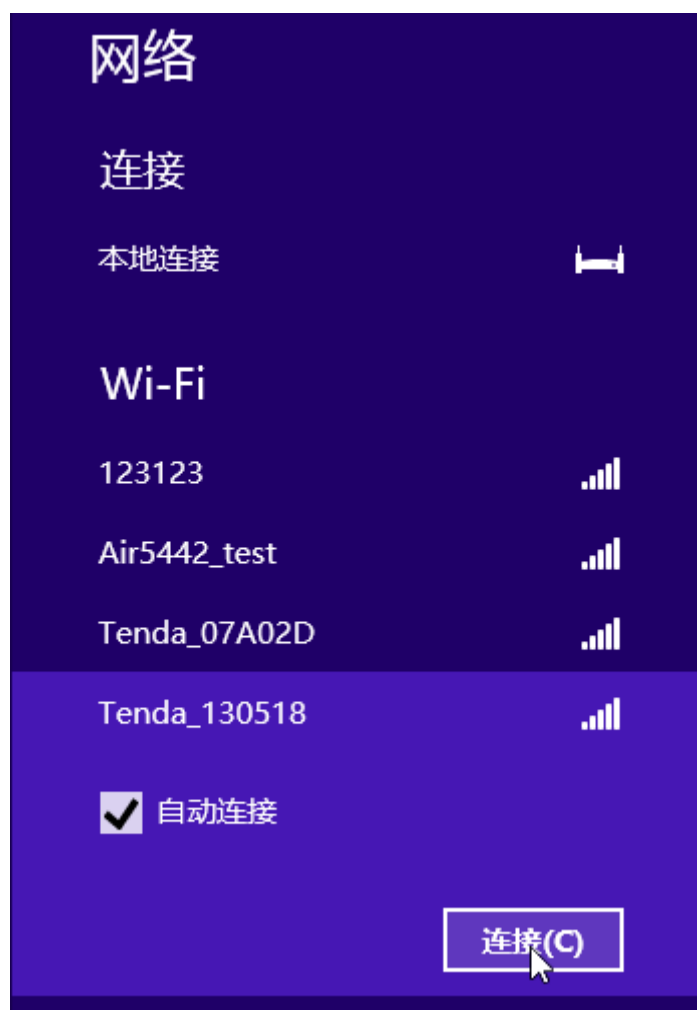 网络
连接
本地连接
Wi-Fi
123123
Air5442_test
Tenda_07A02D
Tenda_130518
自动连接
连接(C)